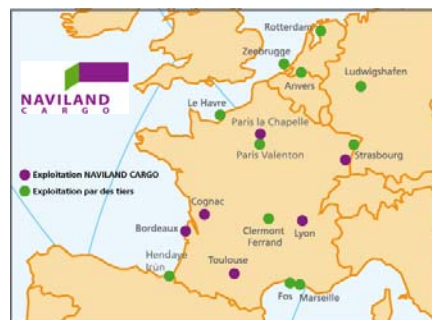 Rotterdam
Zeebrugge
Ludwigshafen
Anvers
NAVILAND
CARGO
Le Havre
Paris la Chapelle
Paris Valenton
Strasbourg
Exploitation NAVILAND CARGO
Exploitation par des tiers
Cognac
Bordeaux
Clermont
Ferrand
Lyon
Hendaye
Irún
Toulouse
Fos
Marseille